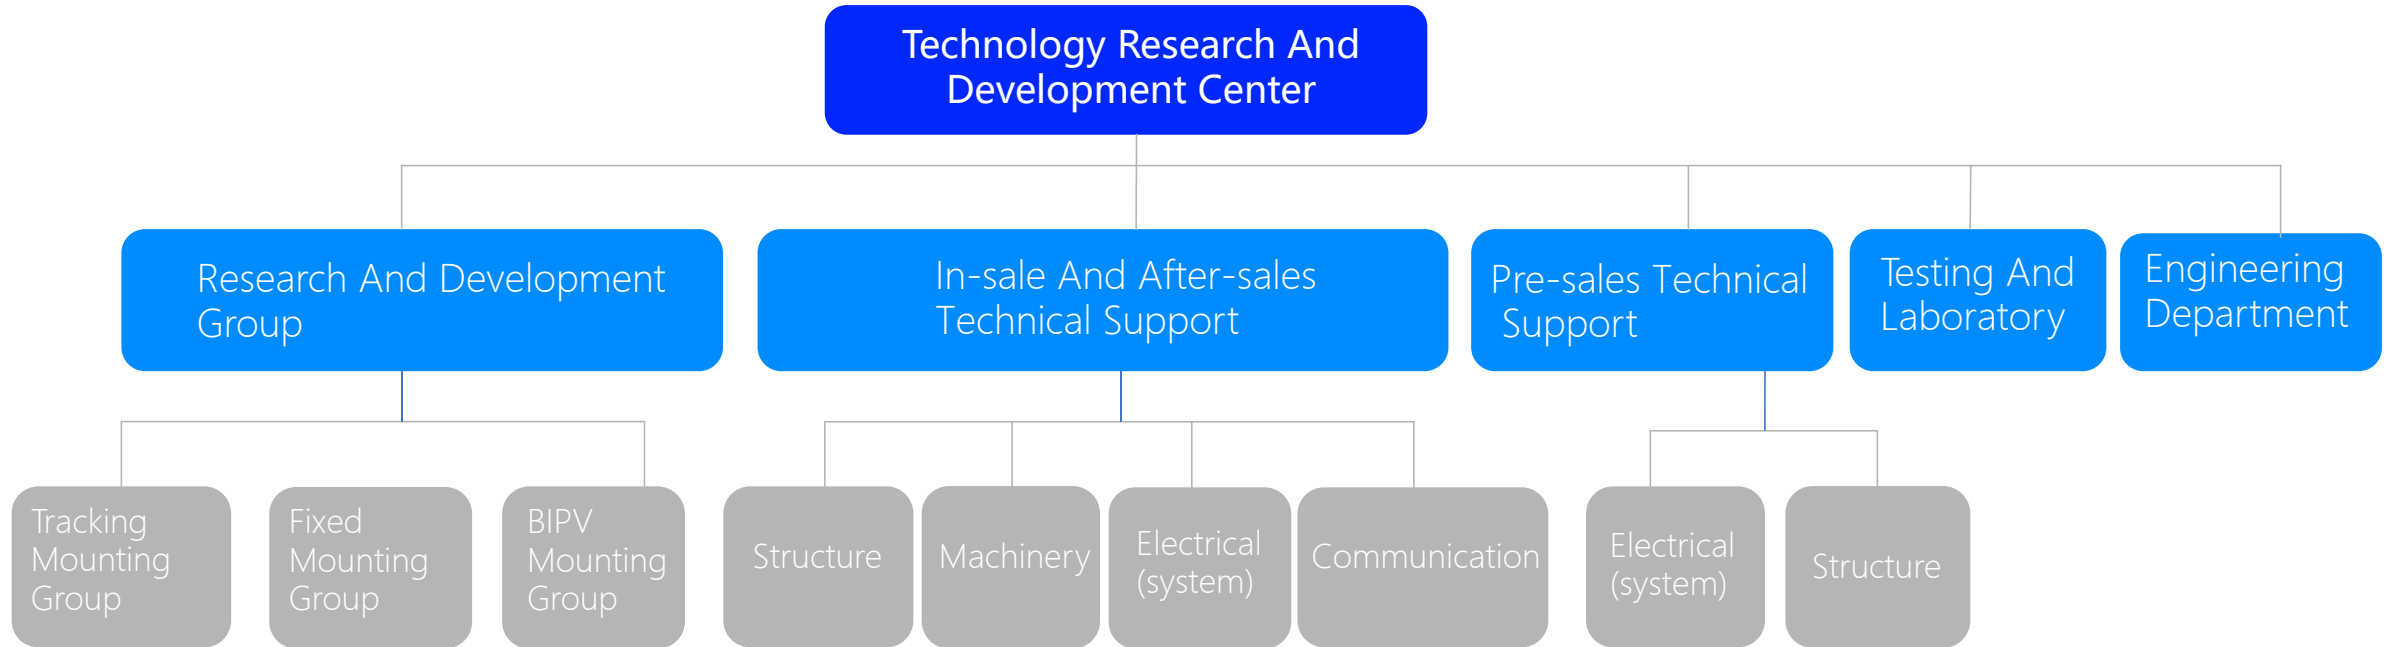 Technology Research And
Development Center
Research And Development
Group
In-sale And After-sales
Technical Support
Pre-sales Technical
Support
Testing And
Laboratory
Engineering
Department
Tracking
Mounting
Group
Fixed
Mounting
Group
BIPV
Mounting
Group
Structure
Machinery
Electrical
(system)
Communication
Electrical
(system)
Structure